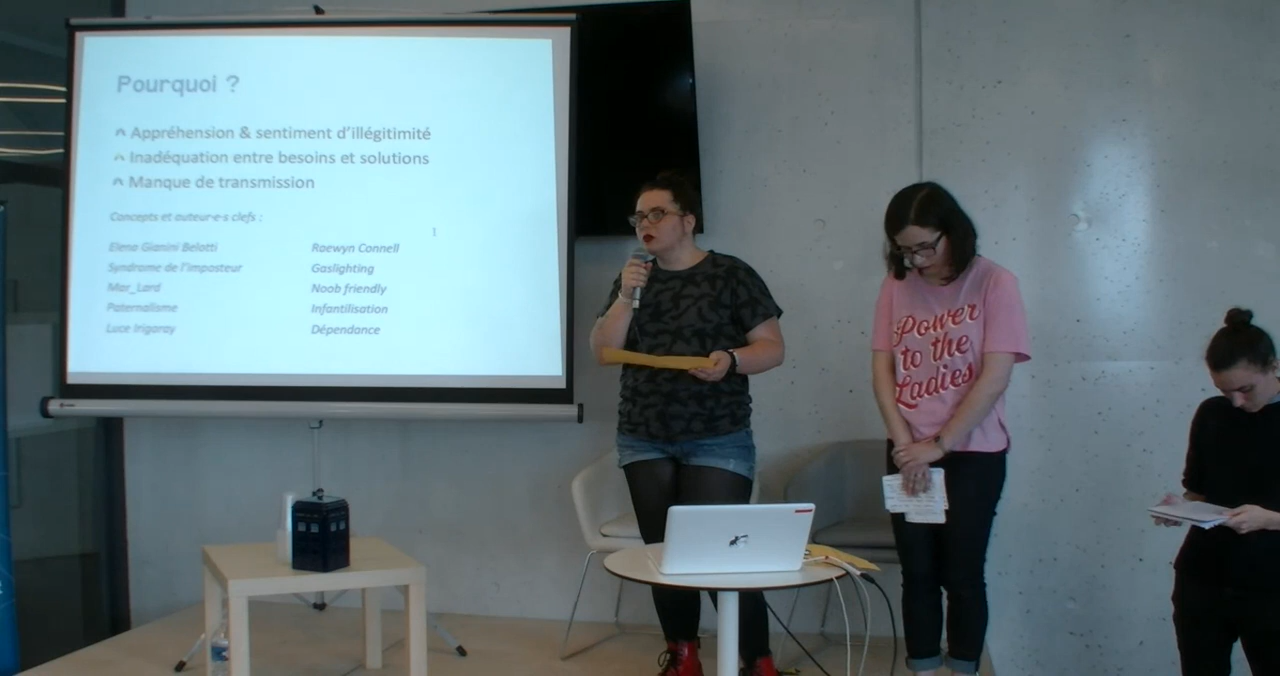 Pourquoi ?
Appréhension & sentiment d'illégitimité
Inadéquation entre besoins et solutions
Manque de transmission
Concepts et auteur·e·s clefs :
Elena Gianini Belotti
Raewyn Connell
Syndrome de l'imposteur
Gaslighting
Mar_Lard
Noob friendly
Paternalisme
Infantilisation
Luce Irigaray
Dépendance
Power
to the
Ladies